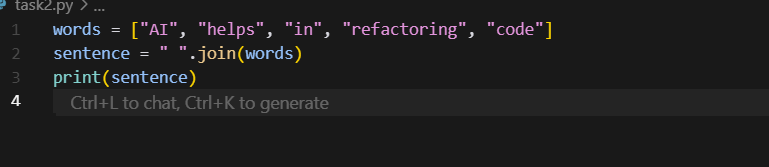 task2.py > ...
1 words = ["AI", "helps", "in", "refactoring", "code"]
2 sentence = " ".join(words)
3 print(sentence)
4 Ctrl+L to chat, Ctrl+K to generate